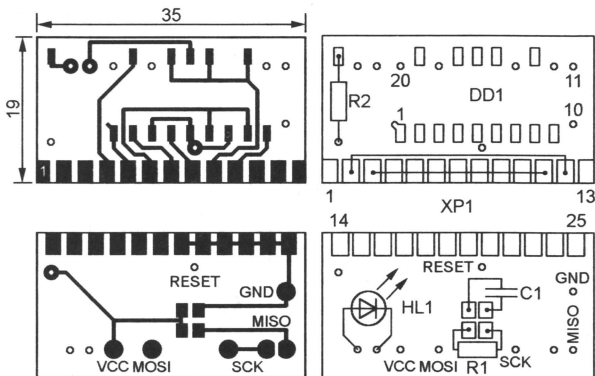 35
19
1
20
11
DD1
R2
1
10
1
13
XP1
14
25
RESET
GND
MISO
VCC MOSI
SCK
RESET
GND
HL1
C1
MISO
VCC MOSI
R1
SCK